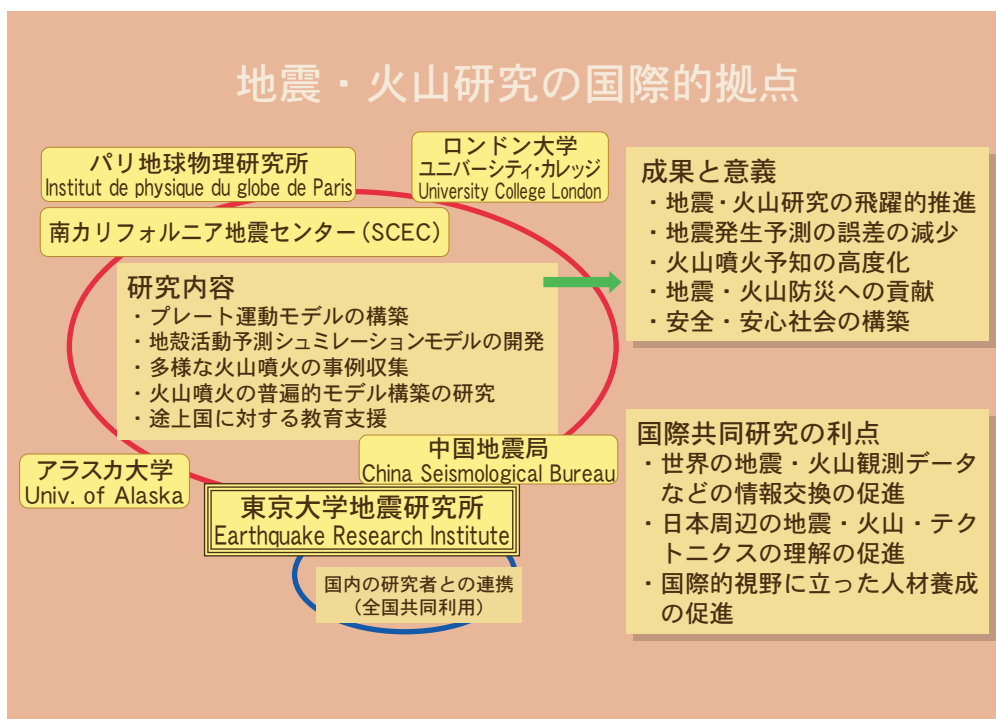 地震・火山研究の国際的拠点
パリ地球物理研究所
Institut de physique du globe de Paris
ロンドン大学
ユニバーシティ・カレッジ
University College London
南カリフォルニア地震センター(SCEC)
研究内容
・プレート運動モデルの構築
・地殻活動予測シュミレーションモデルの開発
・多様な火山噴火の事例収集
・火山噴火の普遍的モデル構築の研究
・途上国に対する教育支援
アラスカ大学
Univ. of Alaska
中国地震局
China Seismological Bureau
東京大学地震研究所
Earthquake Research Institute
国内の研究者との連携
(全国共同利用)
成果と意義
・地震・火山研究の飛躍的推進
・地震発生予測の誤差の減少
・火山噴火予知の高度化
・地震・火山防災への貢献
・安全・安心社会の構築
国際共同研究の利点
・世界の地震・火山観測データ
などの情報交換の促進
・日本周辺の地震・火山・テク
トニクスの理解の促進
・国際的視野に立った人材養成
の促進